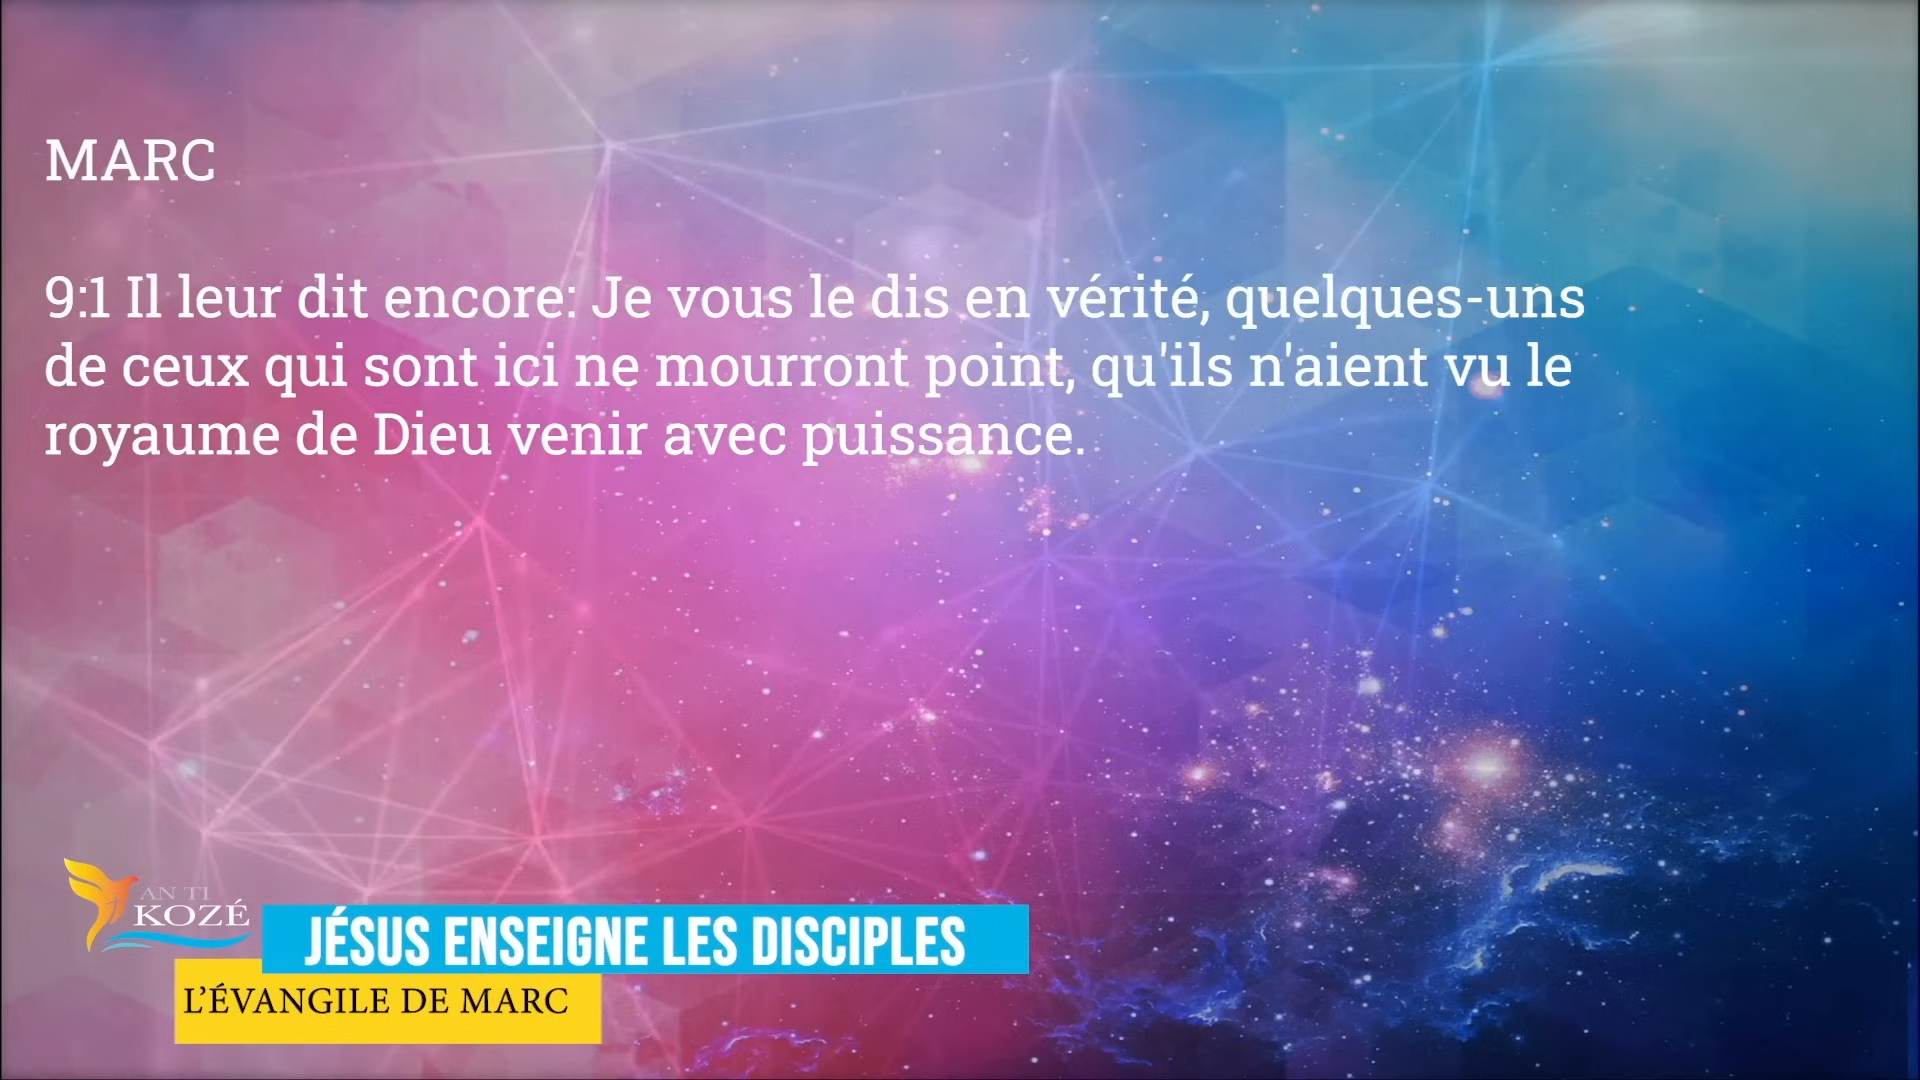 MARC
9:1 Il leur dit encore: Je vous le dis en vérité, quelques-uns
de ceux qui sont ici ne mourront point, qu'ils n'aient vu le
royaume de Dieu venir avec puissance.
AN TI
KOZÉ
JÉSUS ENSEIGNE LES DISCIPLES
L'ÉVANGILE DE MARC